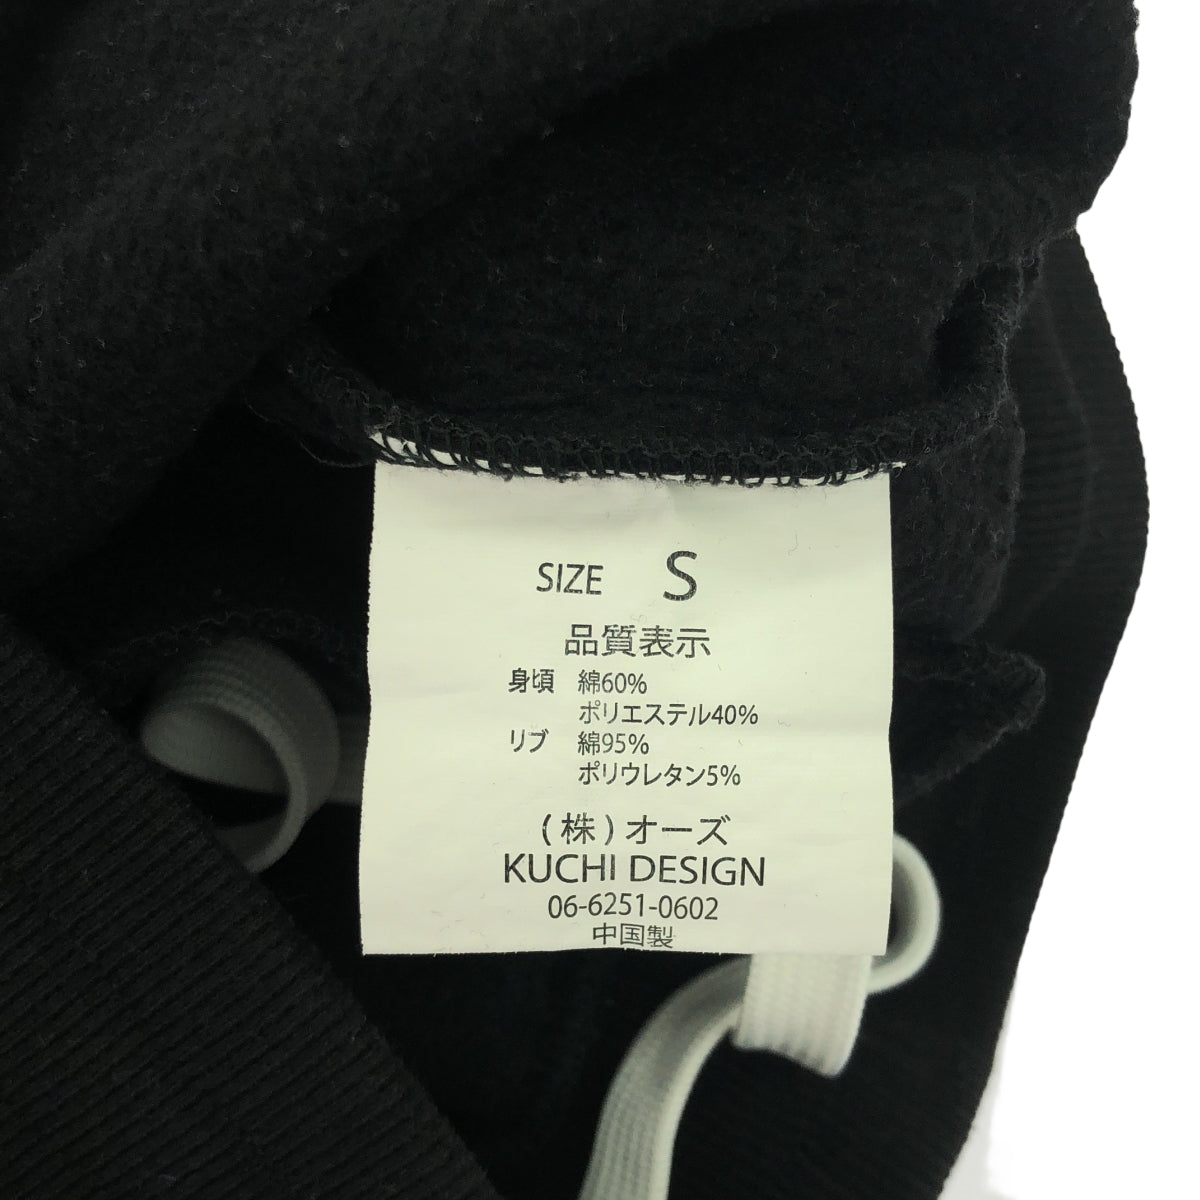 SIZE S
品質表示
身頃 綿60%
ポリエステル40%
リブ 綿95%
ポリウレタン5%
(株)オーズ
KUCHI DESIGN
06-6251-0602
中国製